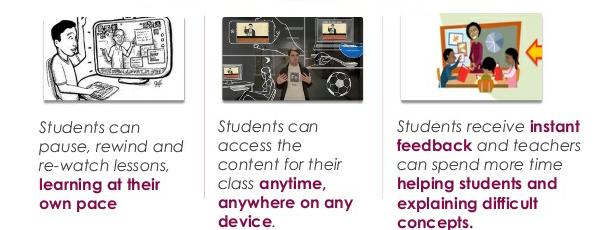 Students can
pause, rewind and
re-watch lessons,
learning at their
own pace
Students can
access the
content for their
class anytime,
anywhere on any
device.
Students receive instant
feedback and teachers
can spend more time
helping students and
explaining difficult
concepts.